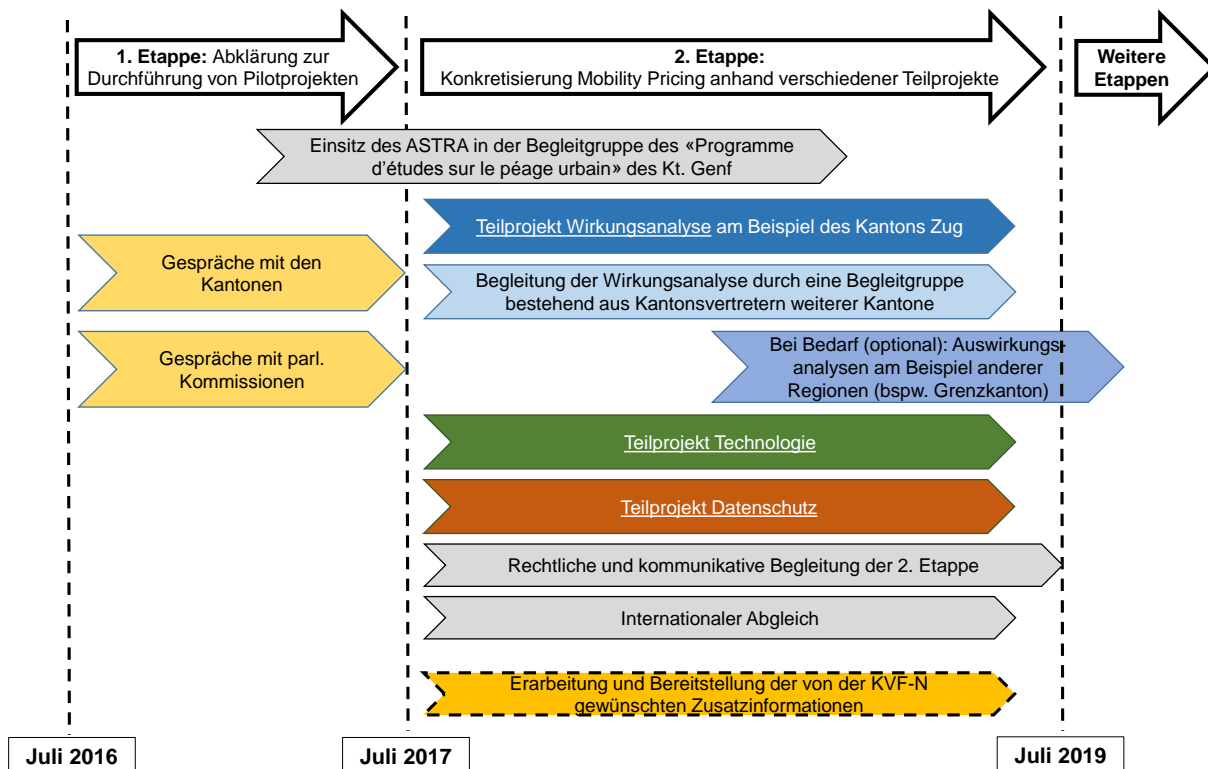 1. Etappe: Abklärung zur
Durchführung von Pilotprojekten
2. Etappe:
Konkretisierung Mobility Pricing anhand verschiedener Teilprojekte
Weitere
Etappen
Einsitz des ASTRA in der Begleitgruppe des «Programme
d'études sur le péage urbain» des Kt. Genf
Teilprojekt Wirkungsanalyse am Beispiel des Kantons Zug
Gespräche mit den
Kantonen
Begleitung der Wirkungsanalyse durch eine Begleitgruppe
bestehend aus Kantonsvertretern weiterer Kantone
Gespräche mit parl.
Kommissionen
Bei Bedarf (optional): Auswirkungs-
analysen am Beispiel anderer
Regionen (bspw. Grenzkanton)
Teilprojekt Technologie
Teilprojekt Datenschutz
Rechtliche und kommunikative Begleitung der 2. Etappe
Internationaler Abgleich
Erarbeitung und Bereitstellung der von der KVF-N
gewünschten Zusatzinformationen
Juli 2016
Juli 2017
Juli 2019